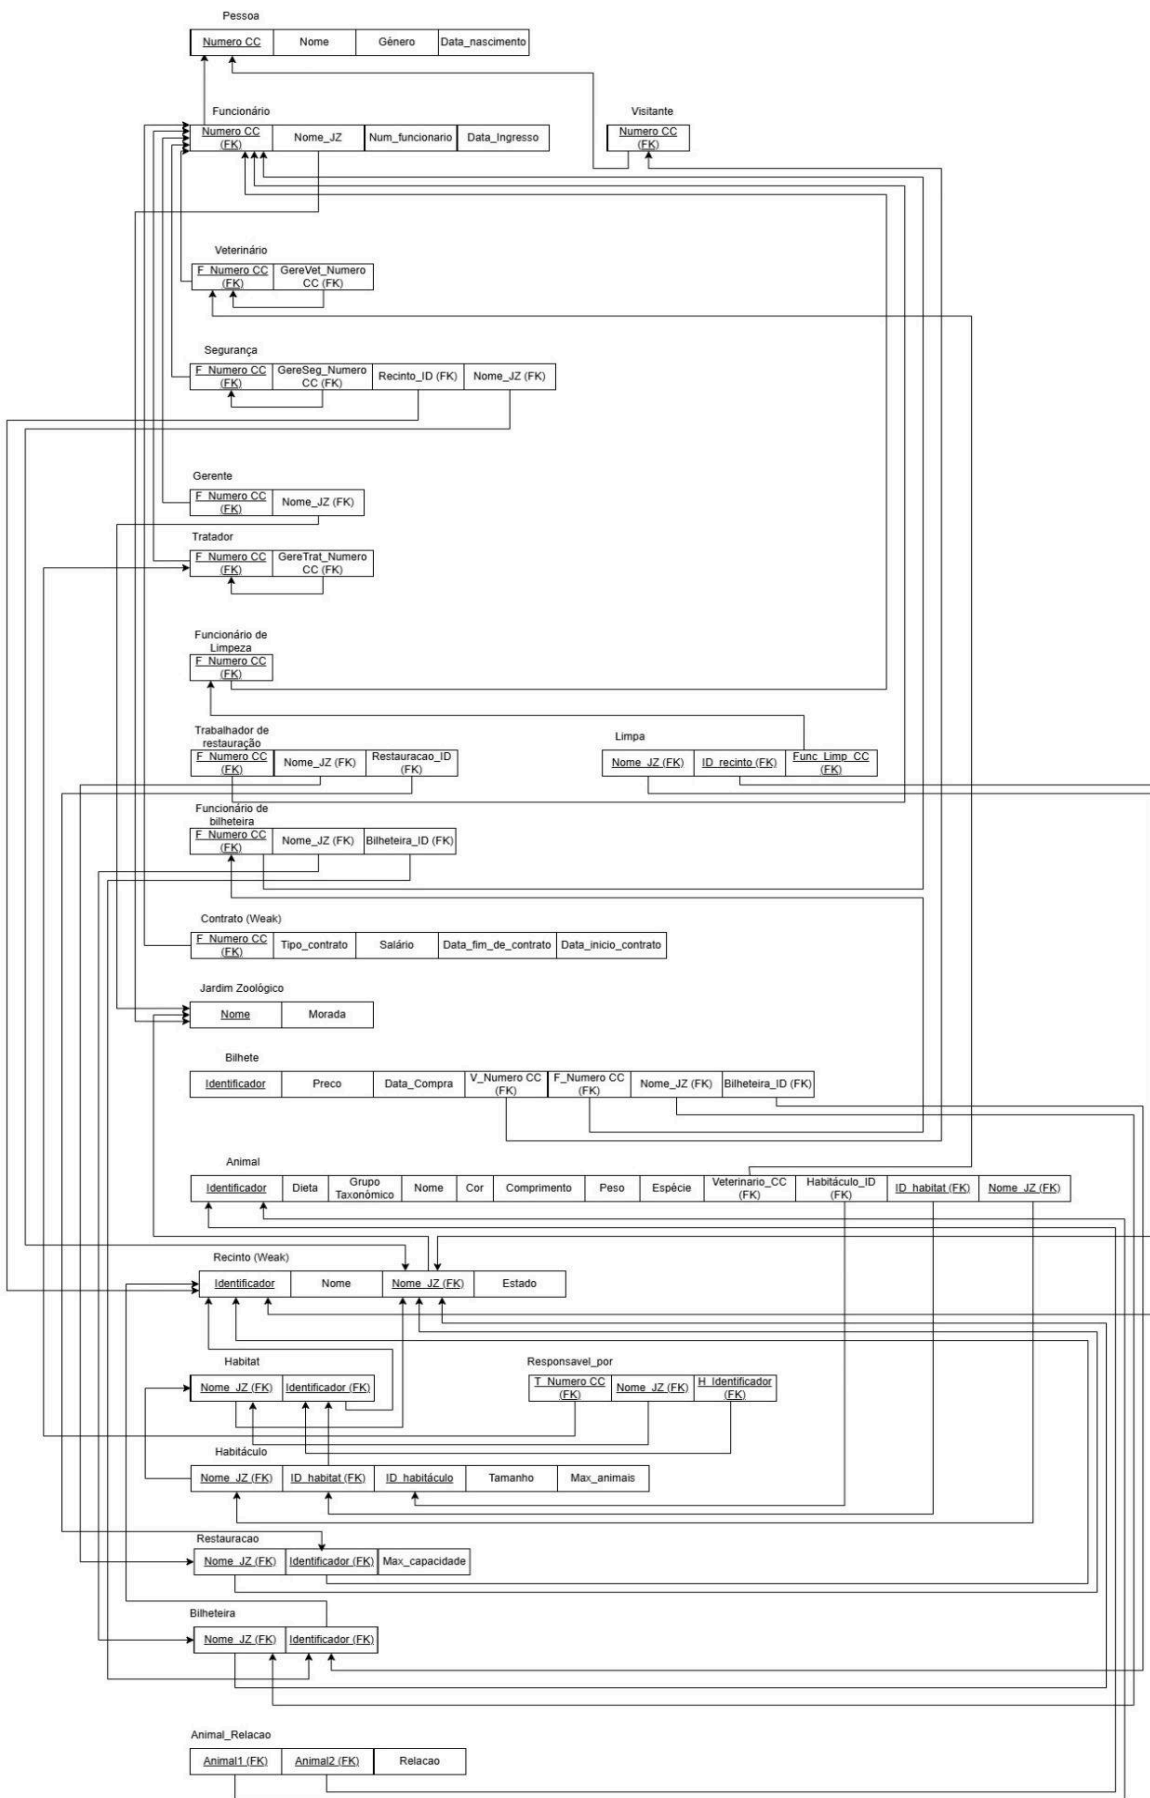 Pessoa
Numero CC
Nome
Género
Data_nascimento
Funcionário
Numero CC
(FK)
Nome_JZ
Num_funcionario
Data_Ingresso
Visitante
Numero CC
(FK)
Veterinário
F_Numero CC
(FK)
GereVet_Numero
CC (FK)
Segurança
F_Numero CC
(FK)
GereSeg_Numero
CC (FK)
Recinto_ID (FK)
Nome_JZ (FK)
Gerente
F_Numero CC
(FK)
Nome_JZ (FK)
Tratador
F_Numero CC
(FK)
GereTrat_Numero
CC (FK)
Funcionário de
Limpeza
F_Numero CC
(FK)
Trabalhador de
restauração
F_Numero CC
(FK)
Nome_JZ (FK)
Restauracao_ID
(FK)
Limpa
Nome_JZ (FK)
ID_recinto (FK)
Func_Limp_CC
(FK)
Funcionário de
bilheteira
F_Numero CC
(FK)
Nome_JZ (FK)
Bilheteira_ID (FK)
Contrato (Weak)
F_Numero CC
(FK)
Tipo_contrato
Salário
Data_fim_de_contrato
Data_inicio_contrato
Jardim Zoológico
Nome
Morada
Bilhete
Identificador
Preco
Data_Compra
V_Numero CC
(FK)
F_Numero CC
(FK)
Nome_JZ (FK)
Bilheteira_ID (FK)
Animal
Identificador
Dieta
Grupo
Taxonómico
Nome
Cor
Comprimento
Peso
Espécie
Veterinario_CC
(FK)
Habitáculo_ID
(FK)
ID_habitat (FK)
Nome_JZ (FK)
Recinto (Weak)
Identificador
Nome
Nome_JZ (FK)
Estado
Habitat
Nome_JZ (FK)
Identificador (FK)
Responsavel_por
T_Numero CC
(FK)
Nome_JZ (FK)
H_Identificador
(FK)
Habitáculo
Nome_JZ (FK)
ID_habitat (FK)
ID_habitáculo
Tamanho
Max_animais
Restauracao
Nome_JZ (FK)
Identificador (FK)
Max_capacidade
Bilheteira
Nome_JZ (FK)
Identificador (FK)
Animal_Relacao
Animal1 (FK)
Animal2 (FK)
Relacao